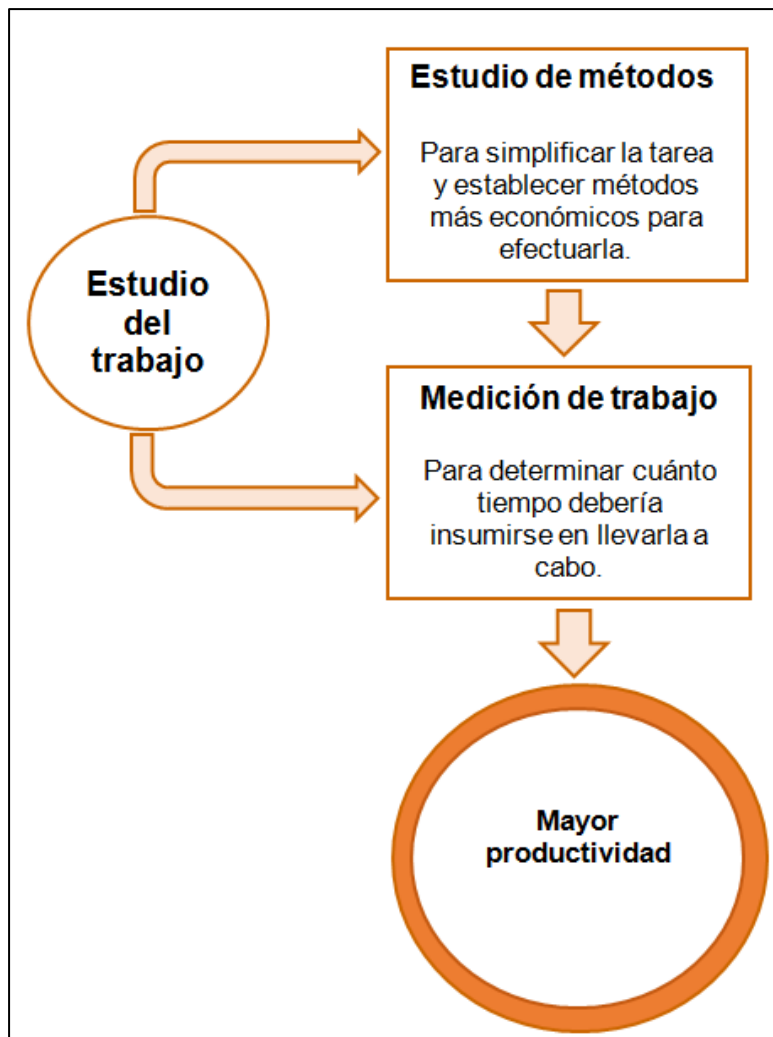 Estudio de métodos
Para simplificar la tarea
y establecer métodos
más económicos para
efectuarla.
Estudio
del
trabajo
Medición de trabajo
Para determinar cuánto
tiempo debería
insumirse en llevarla a
cabo.
Mayor
productividad